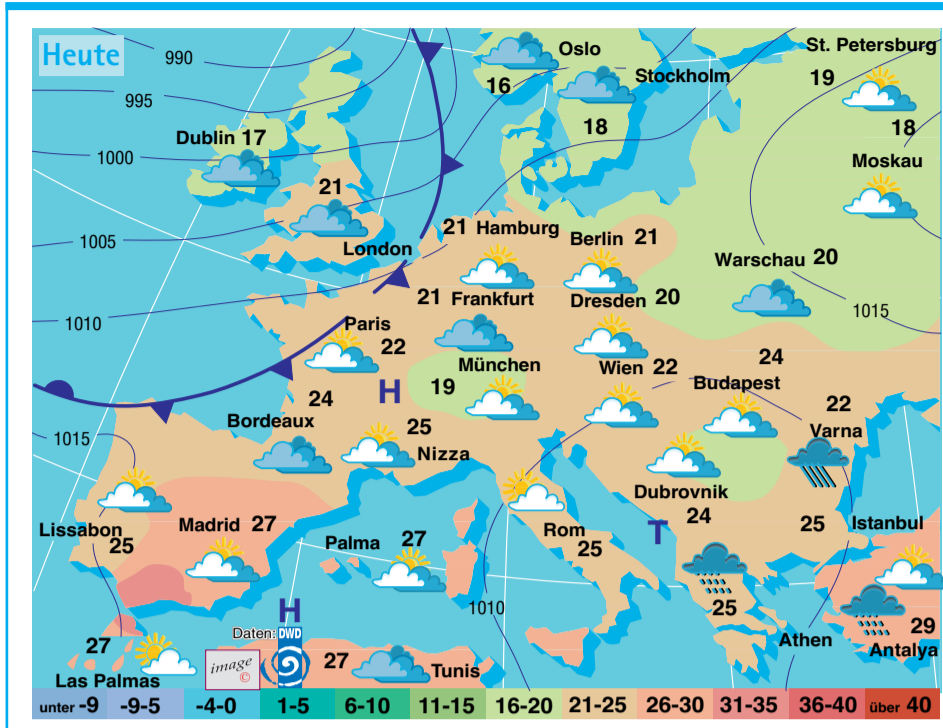 Heute
990
995
1000
1005
1010
1015
1015
1010
Oslo
16
Stockholm
18
St. Petersburg
19
18
Moskau
Dublin 17
21
London
21 Hamburg
Berlin 21
Warschau 20
21 Frankfurt
Dresden 20
Paris
22
München
19
Wien 22
24
Budapest
H
24
Bordeaux
25
Nizza
22
Varna
Dubrovnik
24
Lissabon
25
Madrid 27
Palma 27
Rom
25
T
25
Istanbul
25
Athen
29
Antalya
H
Daten: DWD
image
©
27
Las Palmas
27
Tunis
unter -9 -9-5 -4-0 1-5 6-10 11-15 16-20 21-25 26-30 31-35 36-40 über 40